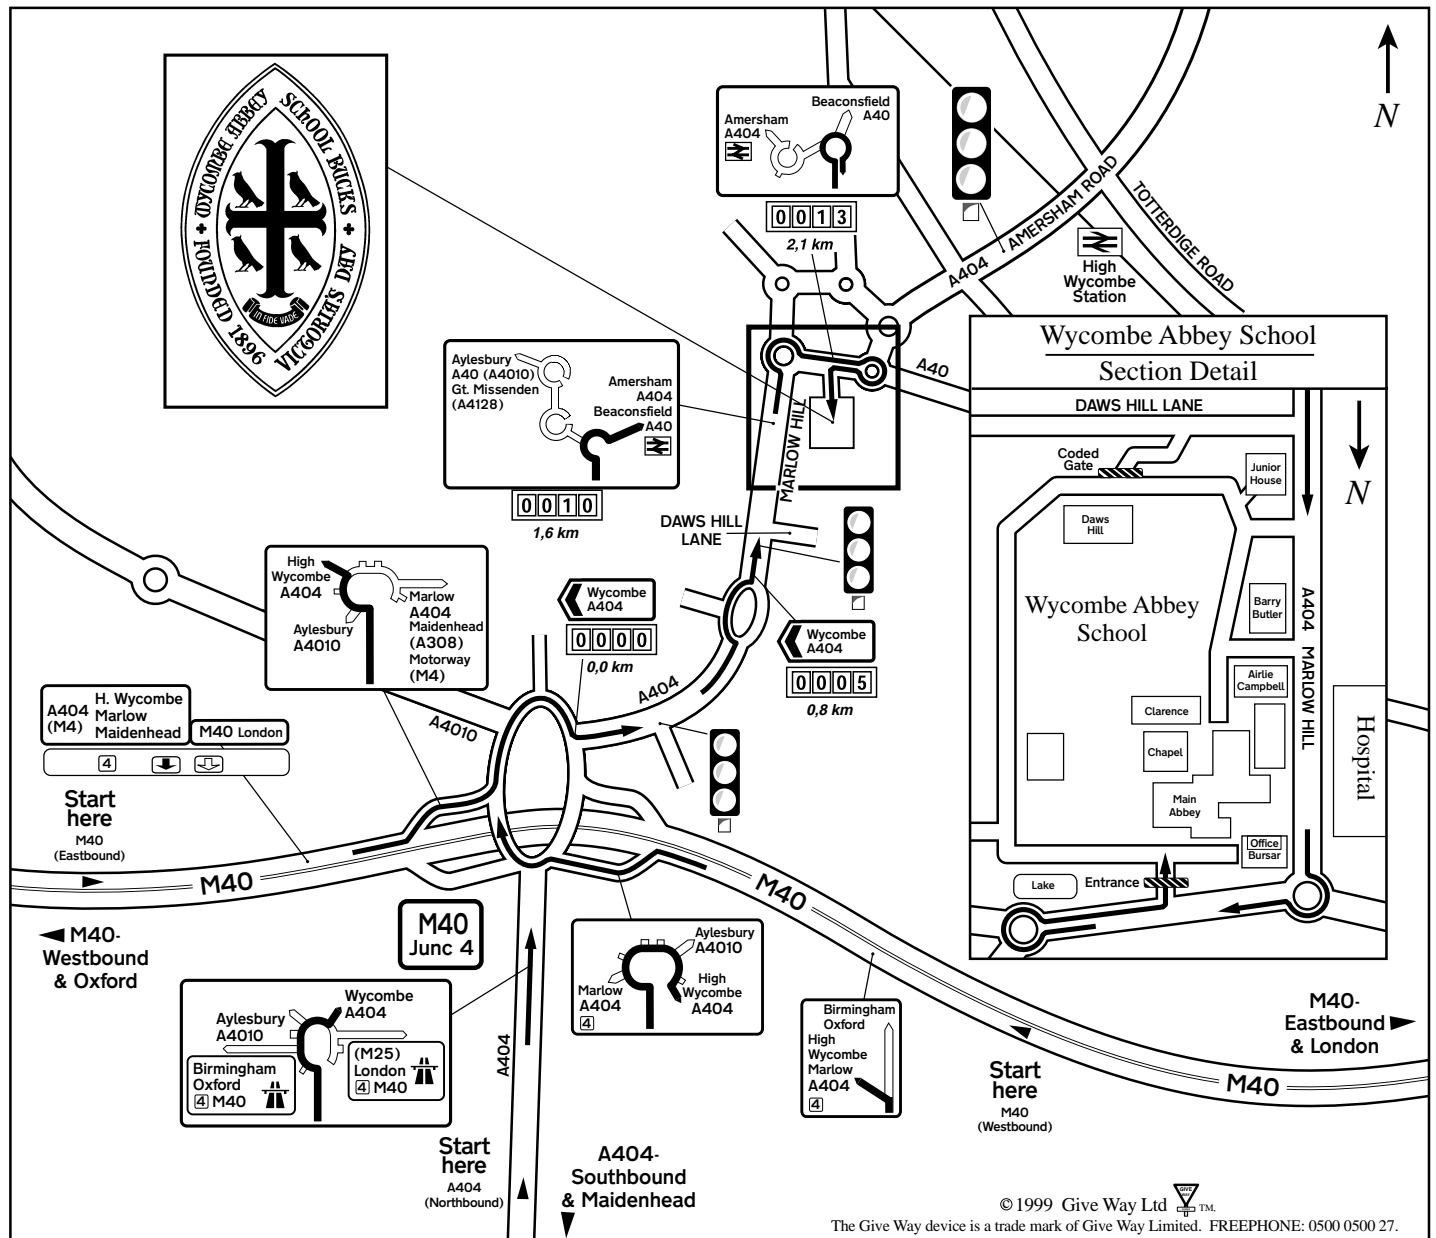 WYCOMBE ABBEY
SCHOOL BUCKS
FOUNDED 1896
VICTORIA'S DAY
IN FIDE VADE
Beaconsfield
A40
Amersham
A404
0013
2,1 km
N
AMERSHAM ROAD
A404
TOTTERDIGE ROAD
High
Wycombe
Station
A40
Aylesbury
A40 (A4010)
Gt. Missenden
(A4128)
Amersham
A404
Beaconsfield
A40
0010
1,6 km
MARLOW HILL
DAWS HILL
LANE
High
Wycombe
A404
Aylesbury
A4010
Marlow
A404
Maidenhead
(A308)
Motorway
(M4)
Wycombe
A404
0000
0,0 km
Wycombe
A404
0005
0,8 km
A404
A4010
A404
(M4)
H. Wycombe
Marlow
Maidenhead
M40 London
4
Start
here
M40
(Eastbound)
M40
M40-
Westbound
& Oxford
M40
Junc 4
M40
Aylesbury
A4010
Marlow
A404
4
High
Wycombe
A404
Wycombe
A404
Aylesbury
A4010
Birmingham
Oxford
4 M40
(M25)
London
4 M40
A404
Start
here
A404
(Northbound)
A404-
Southbound
& Maidenhead
Birmingham
Oxford
High
Wycombe
Marlow
A404
4
Start
here
M40
(Westbound)
M40-
Eastbound
& London
M40
Wycombe Abbey School
Section Detail
DAWS HILL LANE
Coded
Gate
Junior
House
N
Daws
Hill
Wycombe Abbey
School
Barry
Butler
A404 MARLOW HILL
Airlie
Campbell
Clarence
Chapel
Main
Abbey
Hospital
Office
Bursar
Lake
Entrance
©1999 Give Way Ltd
GIVE
WAY
TM.
The Give Way device is a trade mark of Give Way Limited. FREEPHONE: 0500 0500 27.